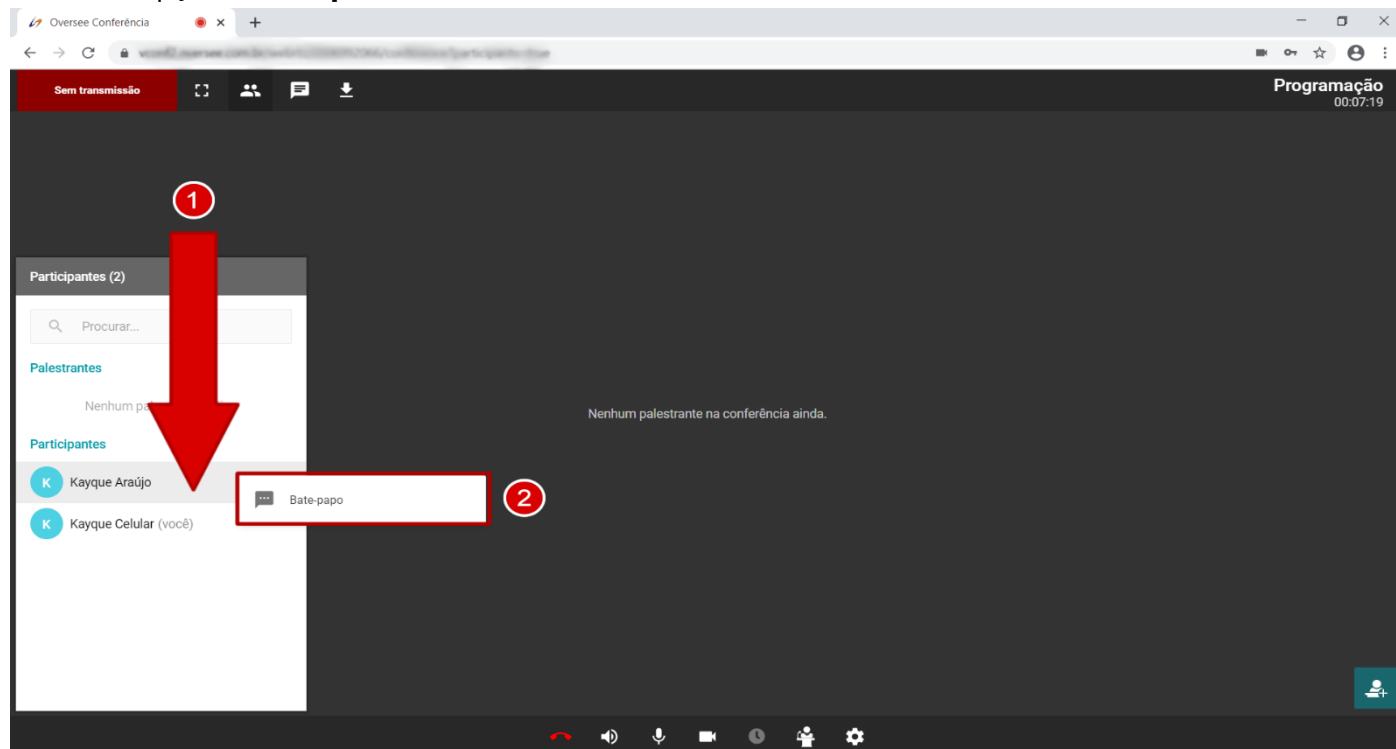 Oversee Conferência
Sem transmissão
Programação
00:07:19
1
Participantes (2)
Procurar...
Palestrantes
Nenhum
Nenhum palestrante na conferência ainda.
Participantes
K Kayque Araújo
Bate-papo
2
K Kayque Celular (você)